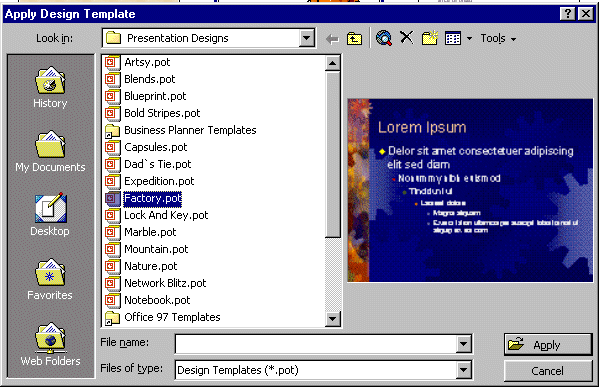 Apply Design Template
Look in:
Presentation Designs
Tools
History
My Documents
Desktop
Favorites
Web Folders
Artsy.pot
Blends.pot
Blueprint.pot
Bold Stripes.pot
Business Planner Templates
Capsules.pot
Dad`s Tie.pot
Expedition.pot
Factory.pot
Lock And Key.pot
Marble.pot
Mountain.pot
Nature.pot
Network Blitz.pot
Notebook.pot
Office 97 Templates
Lorem Ipsum
Dolor sit amet consectetuer adipiscing
elit sed diam
Nonummy nibh euismod
Tincidunt ut
Laoreet dolore
Magna aliquam
File name:
Files of type:
Design Templates (*.pot)
Apply
Cancel